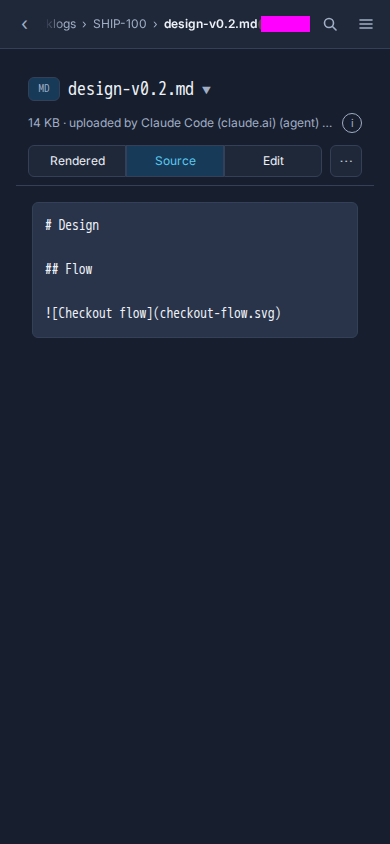 klogs › SHIP-100 › design-v0.2.md
MD design-v0.2.md ▼
14 KB · uploaded by Claude Code (claude.ai) (agent) ... i
Rendered Source Edit ...
# Design
## Flow
![Checkout flow](checkout-flow.svg)